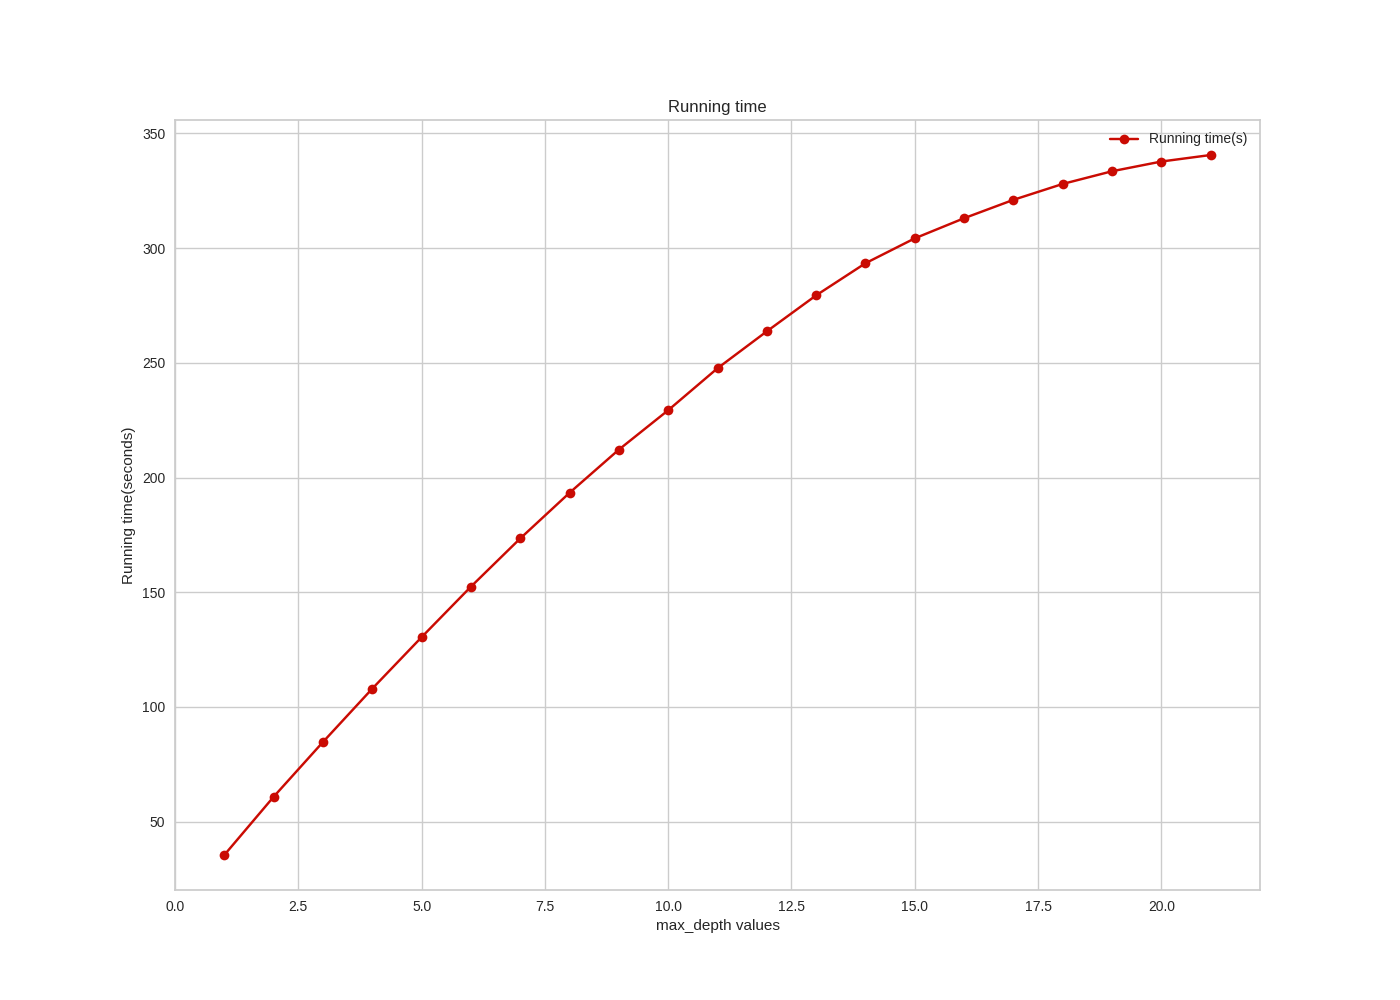 Running time
Running time(s)
350
300
250
200
150
100
50
Running time(seconds)
0.0 2.5 5.0 7.5 10.0 12.5 15.0 17.5 20.0
max_depth values